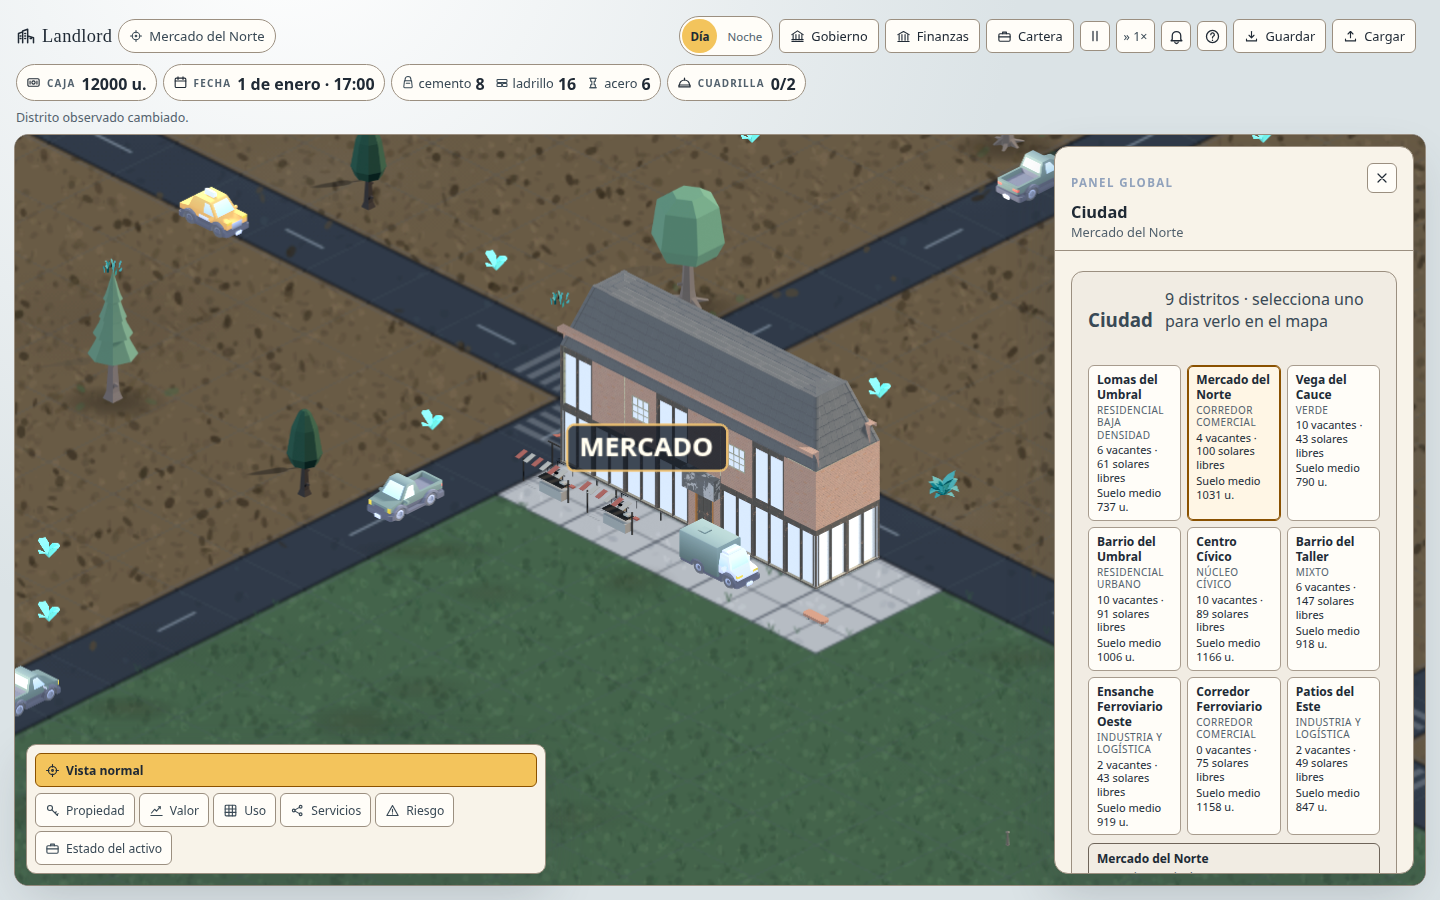 Landlord
Mercado del Norte
Día
Noche
Gobierno
Finanzas
Cartera
» 1×
Guardar
Cargar
CAJA 12000 u.
FECHA 1 de enero · 17:00
cemento 8 ladrillo 16 acero 6
CUADRILLA 0/2
Distrito observado cambiado.
MERCADO
PANEL GLOBAL
Ciudad
Mercado del Norte
Ciudad
9 distritos · selecciona uno
para verlo en el mapa
Lomas del
Umbral
RESIDENCIAL
BAJA
DENSIDAD
6 vacantes ·
61 solares
libres
Suelo medio
737 u.
Mercado del
Norte
CORREDOR
COMERCIAL
4 vacantes ·
100 solares
libres
Suelo medio
1031 u.
Vega del
Cauce
VERDE
10 vacantes ·
43 solares
libres
Suelo medio
790 u.
Barrio del
Umbral
RESIDENCIAL
URBANO
10 vacantes ·
91 solares
libres
Suelo medio
1006 u.
Centro
Cívico
NÚCLEO
CÍVICO
10 vacantes ·
89 solares
libres
Suelo medio
1166 u.
Barrio del
Taller
MIXTO
6 vacantes ·
147 solares
libres
Suelo medio
918 u.
Ensanche
Ferroviario
Oeste
INDUSTRIA Y
LOGÍSTICA
2 vacantes ·
43 solares
libres
Suelo medio
919 u.
Corredor
Ferroviario
CORREDOR
COMERCIAL
0 vacantes ·
75 solares
libres
Suelo medio
1158 u.
Patios del
Este
INDUSTRIA Y
LOGÍSTICA
2 vacantes ·
49 solares
libres
Suelo medio
847 u.
Mercado del Norte
Vista normal
Propiedad
Valor
Uso
Servicios
Riesgo
Estado del activo